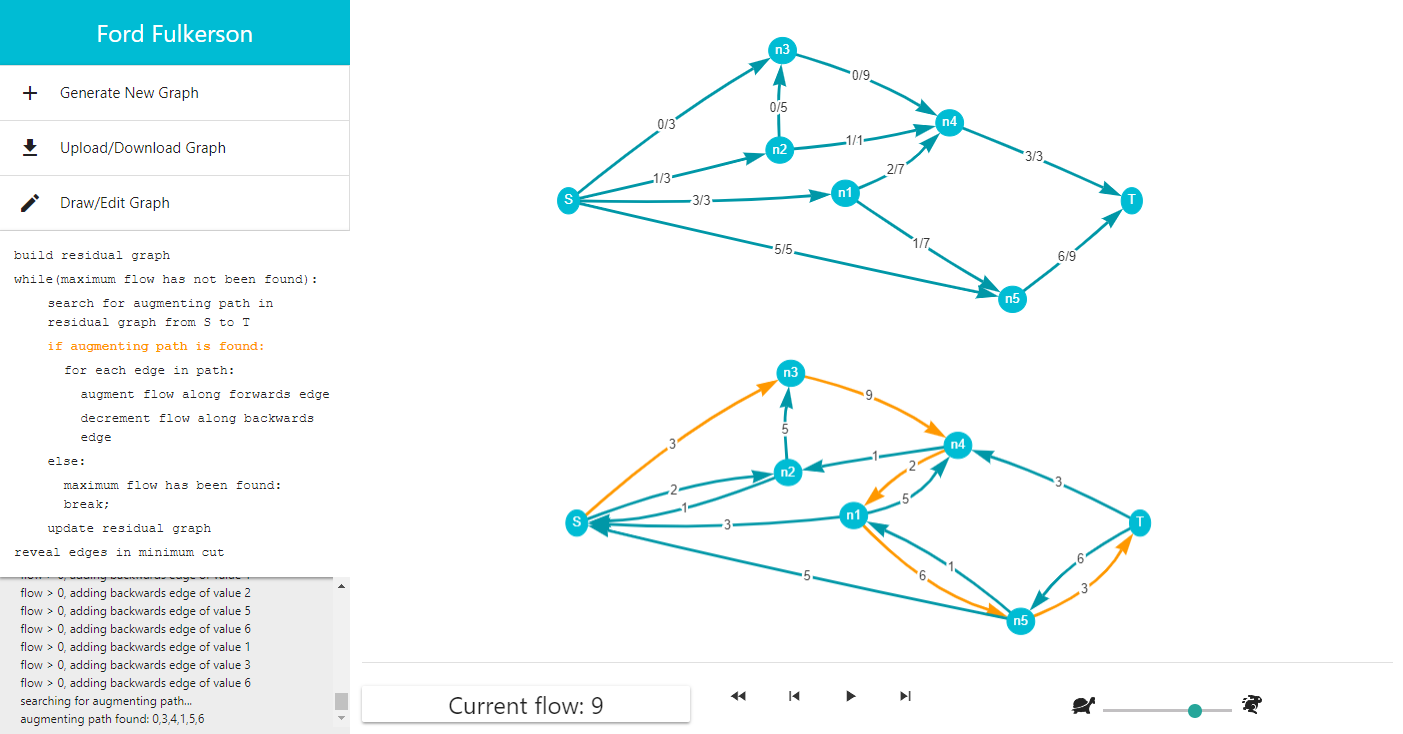 Ford Fulkerson
Generate New Graph
Upload/Download Graph
Draw/Edit Graph
build residual graph
while(maximum flow has not been found):
search for augmenting path in
residual graph from S to T
if augmenting path is found:
for each edge in path:
augment flow along forwards edge
decrement flow along backwards
edge
else:
maximum flow has been found:
break;
update residual graph
reveal edges in minimum cut
flow > 0, adding backwards edge of value
flow > 0, adding backwards edge of value 2
flow > 0, adding backwards edge of value 5
flow > 0, adding backwards edge of value 6
flow > 0, adding backwards edge of value 1
flow > 0, adding backwards edge of value 3
flow > 0, adding backwards edge of value 6
searching for augmenting path...
augmenting path found: 0,3,4,1,5,6
n3
0/9
0/5
0/3
n4
1/1
n2
3/3
2/7
1/3
n1
S
3/3
T
1/7
5/5
6/9
n5
n3
9
5
3
n4
1
2
n2
3
2
5
1
n1
S
3
T
6
1
5
6
3
n5
Current flow: 9